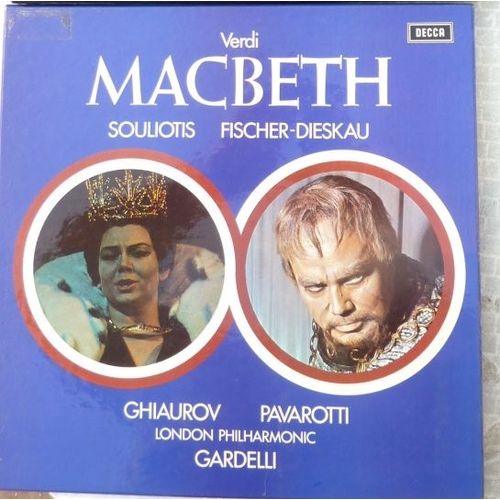 Verdi
DECCA
MACBETH
SOULIOTIS FISCHER-DIESKAU
GHIAUROV PAVAROTTI
LONDON PHILHARMONIC
GARDELLI